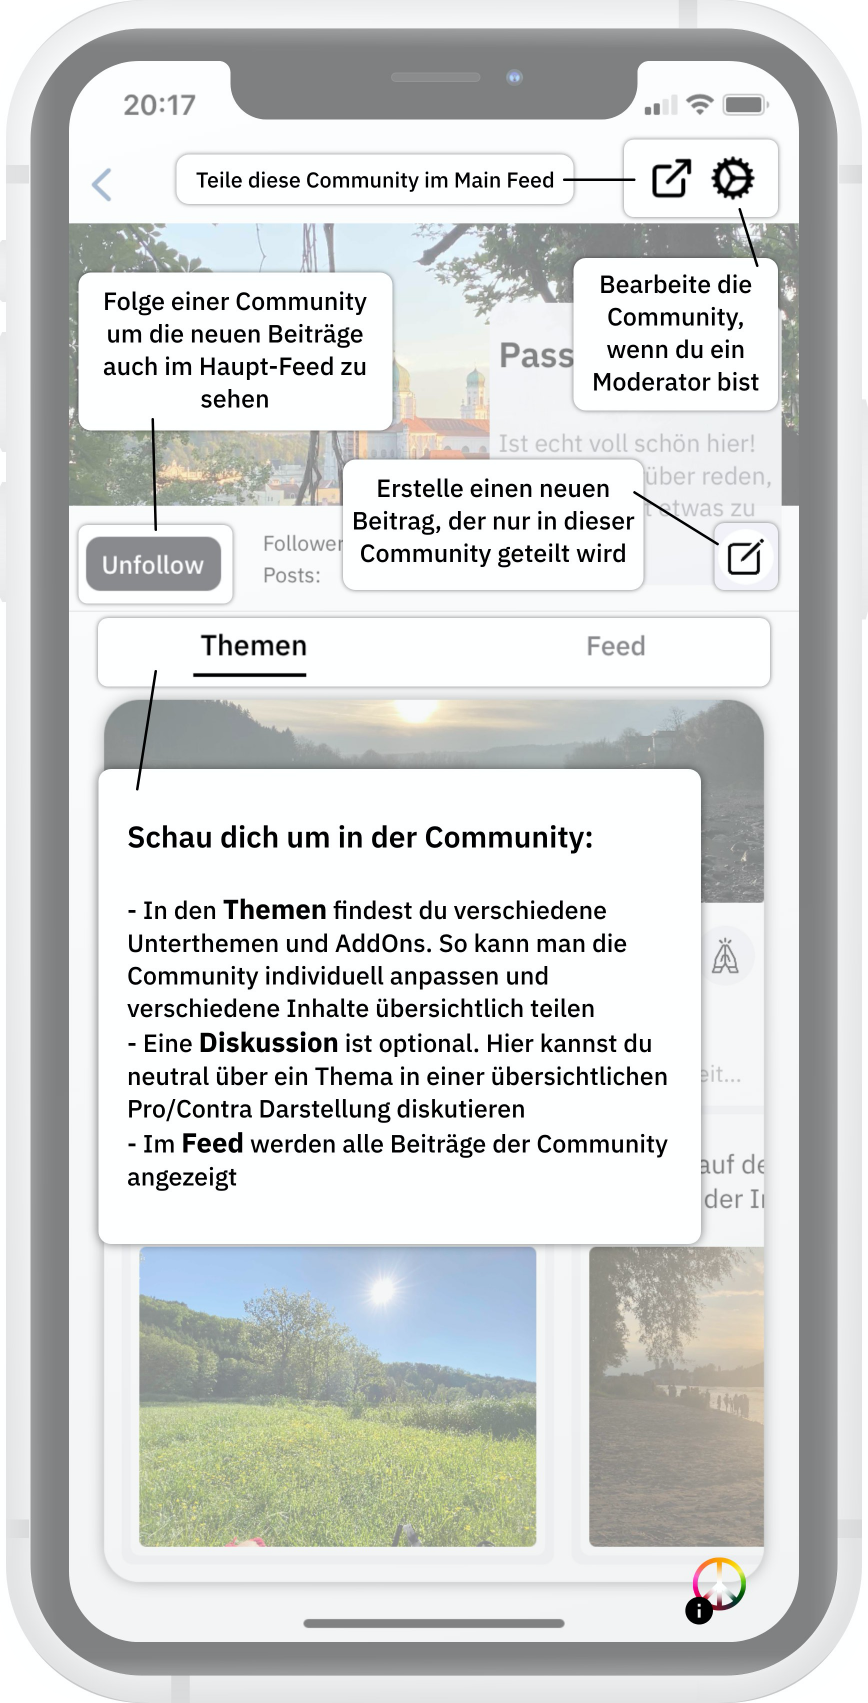 20:17
Teile diese Community im Main Feed
Folge einer Community
um die neuen Beiträge
auch im Haupt-Feed zu
sehen
Bearbeite die
Community,
wenn du ein
Moderator bist
Pass
Ist echt voll schön hier!
über reden,
etwas zu
Erstelle einen neuen
Beitrag, der nur in dieser
Community geteilt wird
Unfollow
Follower
Posts:
Themen
Feed
Schau dich um in der Community:
- In den Themen findest du verschiedene
Unterthemen und AddOns. So kann man die
Community individuell anpassen und
verschiedene Inhalte übersichtlich teilen
- Eine Diskussion ist optional. Hier kannst du
neutral über ein Thema in einer übersichtlichen
Pro/Contra Darstellung diskutieren
- Im Feed werden alle Beiträge der Community
angezeigt
eit...
auf de
der I
i